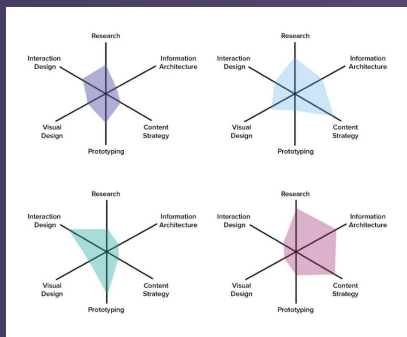 Research
Research
Interaction
Design
Information
Architecture
Interaction
Design
Information
Architecture
Visual
Design
Content
Strategy
Visual
Design
Content
Strategy
Prototyping
Prototyping
Research
Research
Interaction
Design
Information
Architecture
Interaction
Design
Information
Architecture
Visual
Design
Content
Strategy
Visual
Design
Content
Strategy
Prototyping
Prototyping